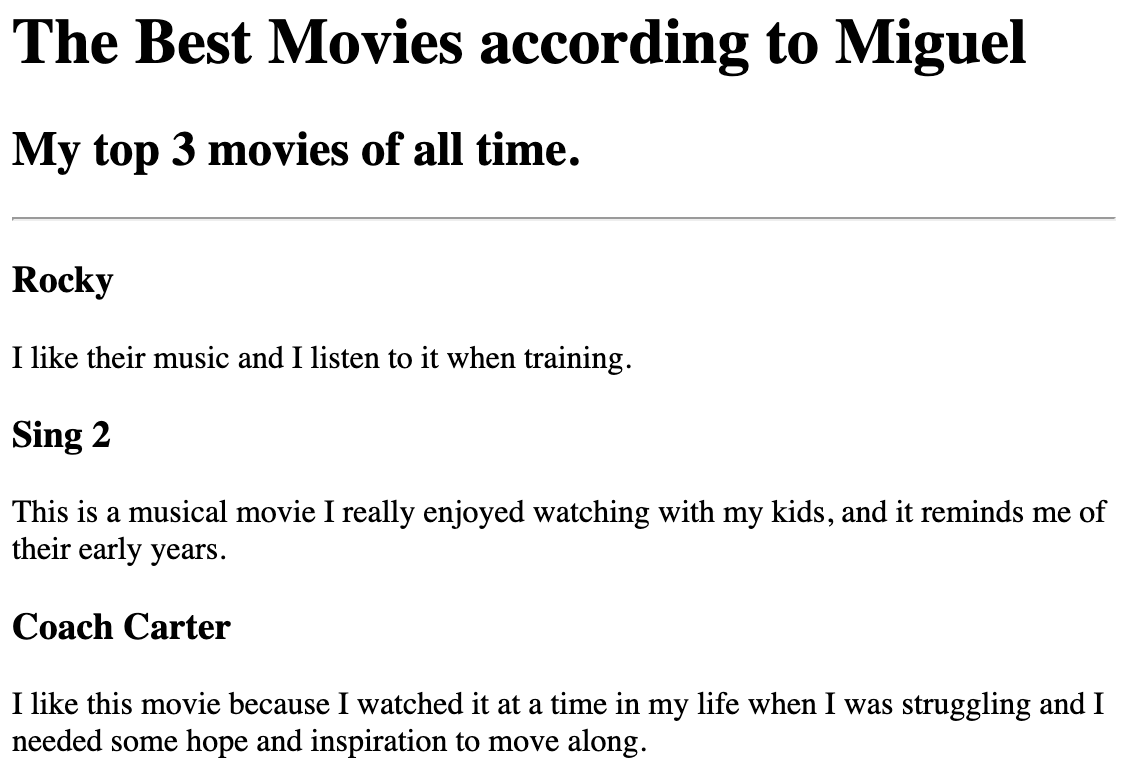 The Best Movies according to Miguel
My top 3 movies of all time.
Rocky
I like their music and I listen to it when training.
Sing 2
This is a musical movie I really enjoyed watching with my kids, and it reminds me of
their early years.
Coach Carter
I like this movie because I watched it at a time in my life when I was struggling and I
needed some hope and inspiration to move along.